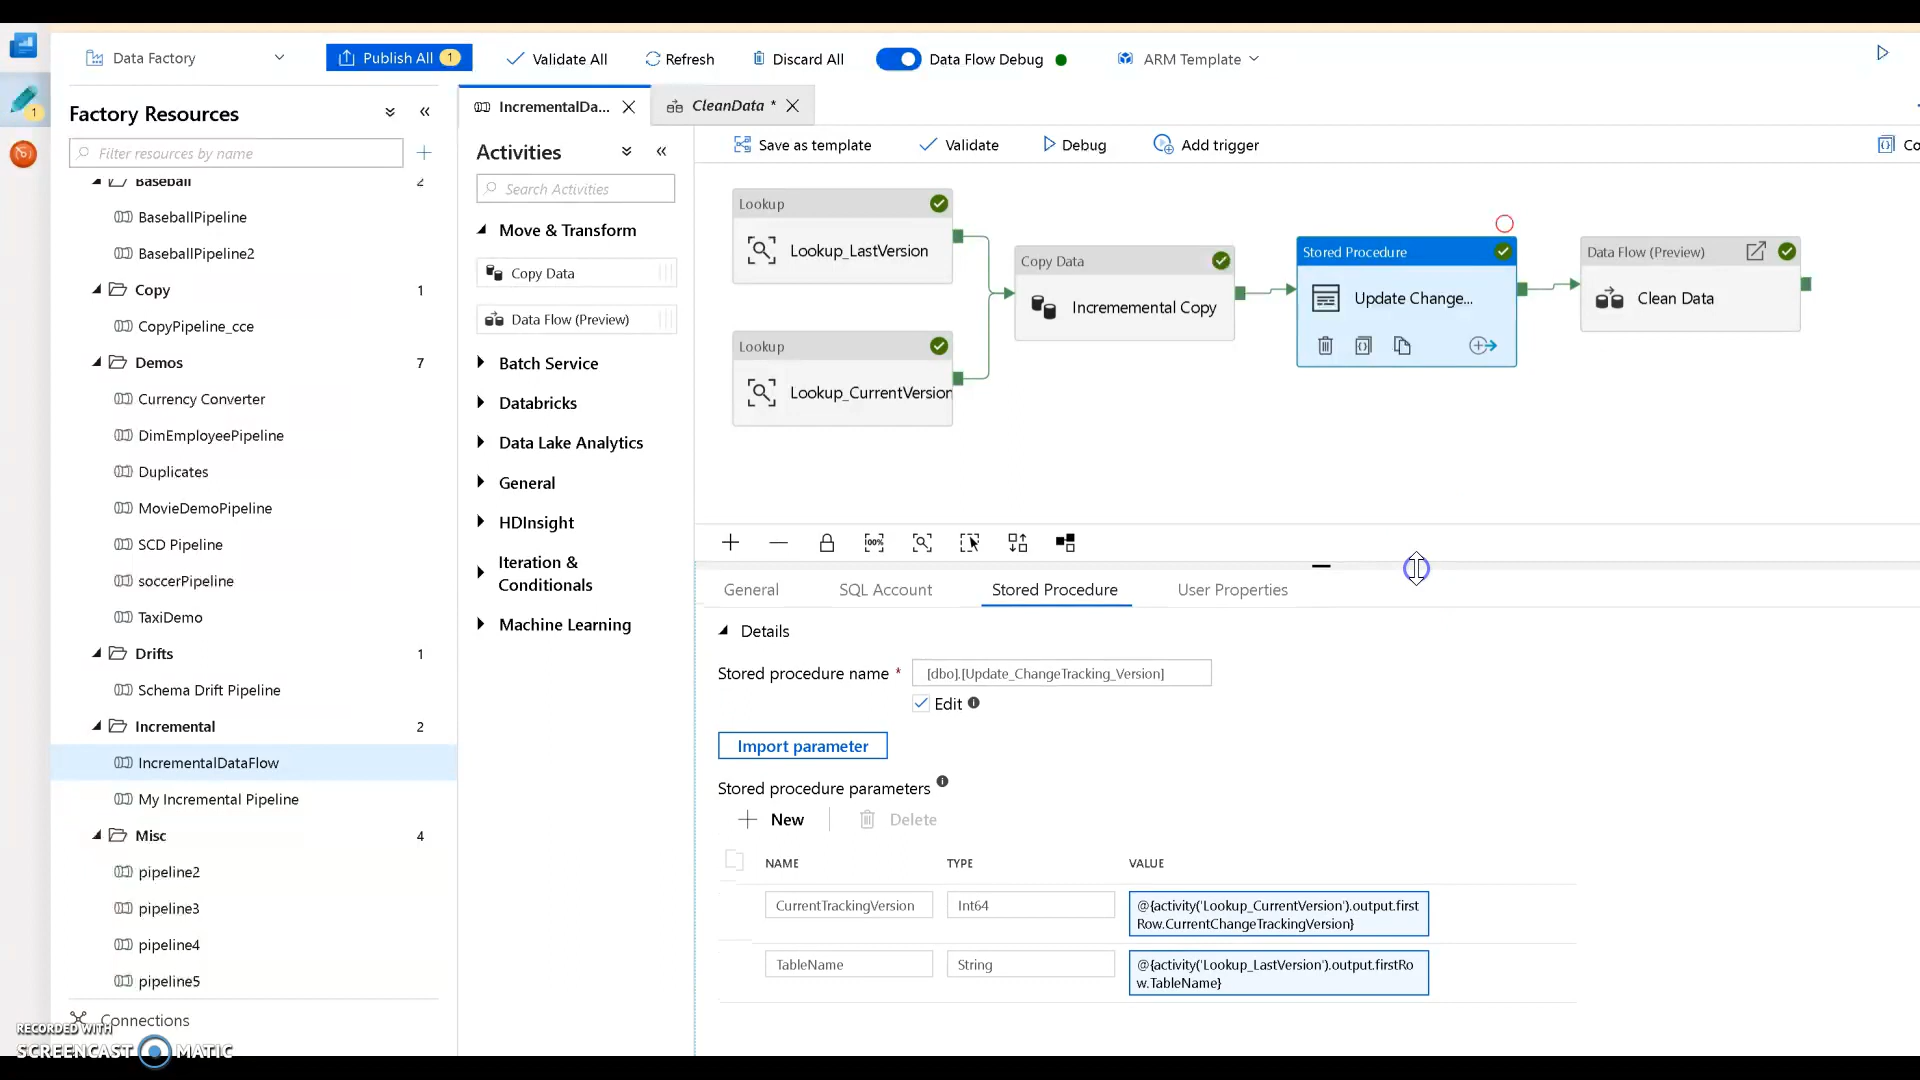 Data Factory
Publish All 1
Validate All
Refresh
Discard All
Data Flow Debug
ARM Template
1
Factory Resources
Filter resources by name
Baseball 2
BaseballPipeline
BaseballPipeline2
Copy 1
CopyPipeline_cce
Demos 7
Currency Converter
DimEmployeePipeline
Duplicates
MovieDemoPipeline
SCD Pipeline
soccerPipeline
TaxiDemo
Drifts 1
Schema Drift Pipeline
Incremental 2
IncrementalDataFlow
My Incremental Pipeline
Misc 4
pipeline2
pipeline3
pipeline4
pipeline5
Connections
RECORDED WITH
SCREENCAST MATIC
IncrementalDa...
CleanData *
Activities
Search Activities
Move & Transform
Copy Data
Data Flow (Preview)
Batch Service
Databricks
Data Lake Analytics
General
HDInsight
Iteration &
Conditionals
Machine Learning
Save as template
Validate
Debug
Add trigger
Co
Lookup
Lookup_LastVersion
Lookup
Lookup_CurrentVersion
Copy Data
Incrememental Copy
Stored Procedure
Update Change...
Data Flow (Preview)
Clean Data
100%
General
SQL Account
Stored Procedure
User Properties
Details
Stored procedure name *
[dbo].[Update_ChangeTracking_Version]
Edit
Import parameter
Stored procedure parameters
New
Delete
NAME TYPE VALUE
CurrentTrackingVersion Int64 @{activity('Lookup_CurrentVersion').output.first
Row.CurrentChangeTrackingVersion}
TableName String @{activity('Lookup_LastVersion').output.firstRo
w.TableName}